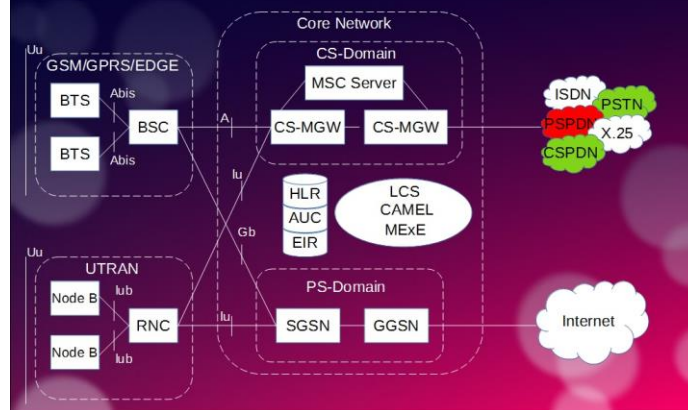 Core Network
Uu
GSM/GPRS/EDGE
CS-Domain
MSC Server
BTS
Abis
BSC
BTS
Abis
A
CS-MGW
CS-MGW
ISDN
PSTN
PSPDN
X.25
CSPDN
Iu
Gb
HLR
AUC
EIR
LCS
CAMEL
MExE
Uu
UTRAN
Node B
Iub
RNC
Node B
Iub
Iu
PS-Domain
SGSN
GGSN
Internet